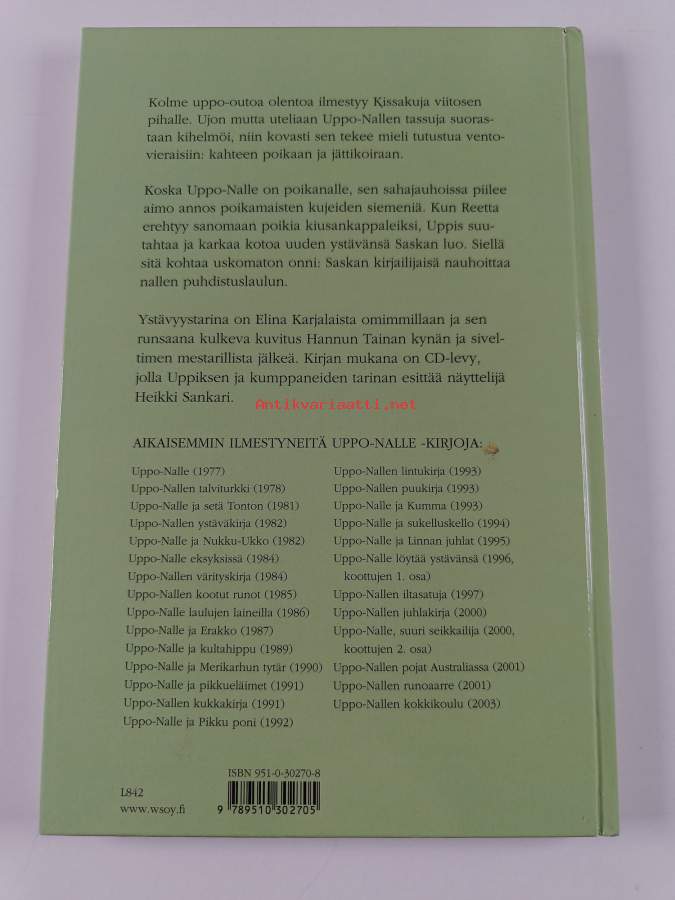 Kolme uppo-outoa olentoa ilmestyy Kissakuja viitosen
pihalle. Ujon mutta uteliaan Uppo-Nallen tassuja suoras-
taan kihelmöi, niin kovasti sen tekee mieli tutustua vento-
vieraisiin: kahteen poikaan ja jättikoiraan.
Koska Uppo-Nalle on poikanalle, sen sahajauhoissa piilee
aimo annos poikamaisten kujeiden siemeniä. Kun Reetta
erehtyy sanomaan poikia kiusankappaleiksi, Uppis suu-
tahtaa ja karkaa kotoa uuden ystävänsä Saskan luo. Siellä
sitä kohtaa uskomaton onni: Saskan kirjailijaisä nauhoittaa
nallen puhdistuslaulun.
Ystävyystarina on Elina Karjalaista omimmillaan ja sen
runsaana kulkeva kuvitus Hannun Tainan kynän ja sivel-
timen mestarillista jälkeä. Kirjan mukana on CD-levy,
jolla Uppiksen ja kumppaneiden tarinan esittää näyttelijä
Heikki Sankari.
Antikvariaatti.net
AIKAISEMMIN ILMESTYNEITÄ UPPO-NALLE -KIRJOJA:
Uppo-Nalle (1977)
Uppo-Nallen talviturkki (1978)
Uppo-Nalle ja setä Tonton (1981)
Uppo-Nallen ystäväkirja (1982)
Uppo-Nalle ja Nukku-Ukko (1982)
Uppo-Nalle eksyksissä (1984)
Uppo-Nallen värityskirja (1984)
Uppo-Nallen kootut runot (1985)
Uppo-Nalle laulujen laineilla (1986)
Uppo-Nalle ja Erakko (1987)
Uppo-Nalle ja kultahippu (1989)
Uppo-Nalle ja Merikarhun tytär (1990)
Uppo-Nalle ja pikkueläimet (1991)
Uppo-Nallen kukkakirja (1991)
Uppo-Nalle ja Pikku poni (1992)
Uppo-Nallen lintukirja (1993)
Uppo-Nallen puukirja (1993)
Uppo-Nalle ja Kumma (1993)
Uppo-Nalle ja sukelluskello (1994)
Uppo-Nalle ja Linnan juhlat (1995)
Uppo-Nalle löytää ystävänsä (1996,
koottujen 1. osa)
Uppo-Nallen iltasatuja (1997)
Uppo-Nallen juhlakirja (2000)
Uppo-Nalle, suuri seikkailija (2000,
koottujen 2. osa)
Uppo-Nallen pojat Australiassa (2001)
Uppo-Nallen runoaarre (2001)
Uppo-Nallen kokkikoulu (2003)
ISBN 951-0-30270-8
L842
www.wsoy.fi
9 789510 302705